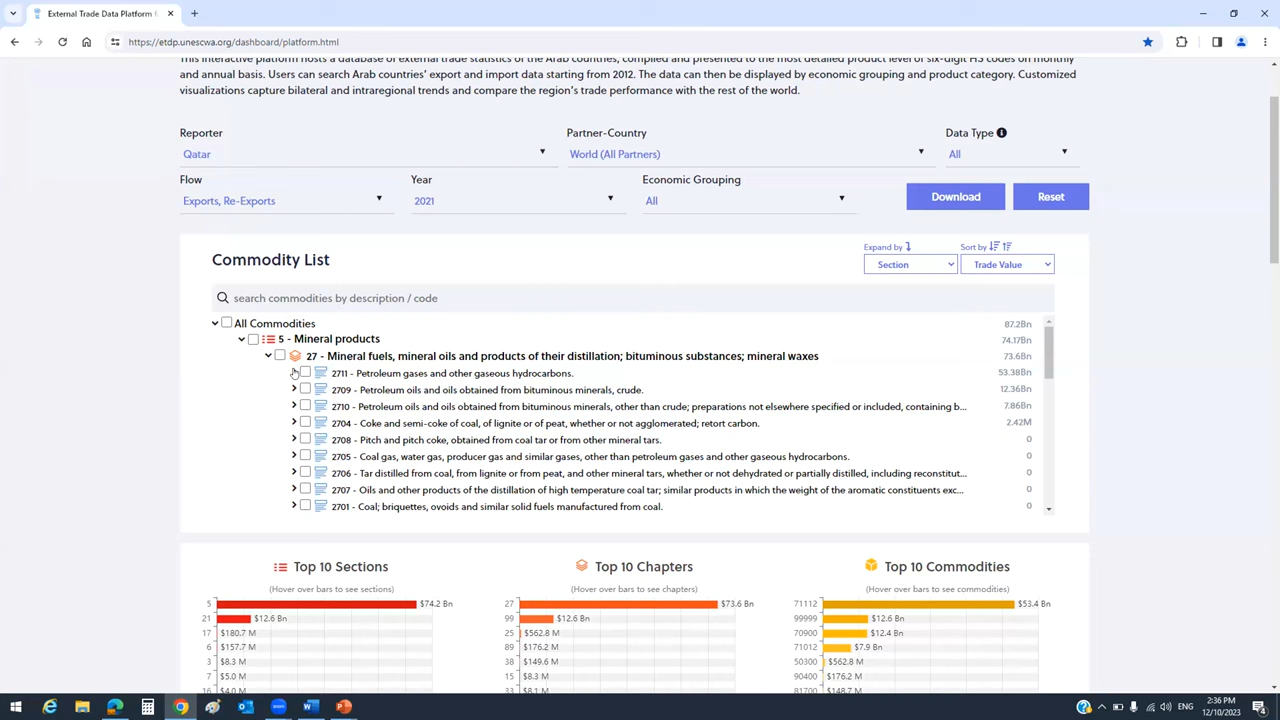 External Trade Data Platform f
https://etdp.unescwa.org/dashboard/platform.html
This interactive platform hosts a database of external trade statistics of the Arab countries, compiled and presented to the most detailed product level of six-digit HS codes on monthly
and annual basis. Users can search Arab countries' export and import data starting from 2012. The data can then be displayed by economic grouping and product category. Customized
visualizations capture bilateral and intraregional trends and compare the region's trade performance with the rest of the world.
Reporter
Partner-Country
Data Type
Qatar
World (All Partners)
All
Flow
Year
Economic Grouping
Exports, Re-Exports
2021
All
Download
Reset
Commodity List
Expand by
Sort by
Section
Trade Value
search commodities by description / code
All Commodities 87.2Bn
5 - Mineral products 74.17Bn
27 - Mineral fuels, mineral oils and products of their distillation; bituminous substances; mineral waxes 73.6Bn
2711 - Petroleum gases and other gaseous hydrocarbons. 53.38Bn
2709 - Petroleum oils and oils obtained from bituminous minerals, crude. 12.36Bn
2710 - Petroleum oils and oils obtained from bituminous minerals, other than crude; preparations not elsewhere specified or included, containing b... 7.86Bn
2704 - Coke and semi-coke of coal, of lignite or of peat, whether or not agglomerated; retort carbon. 2.42M
2708 - Pitch and pitch coke, obtained from coal tar or from other mineral tars. 0
2705 - Coal gas, water gas, producer gas and similar gases, other than petroleum gases and other gaseous hydrocarbons. 0
2706 - Tar distilled from coal, from lignite or from peat, and other mineral tars, whether or not dehydrated or partially distilled, including reconstitut... 0
2707 - Oils and other products of the distillation of high temperature coal tar; similar products in which the weight of the aromatic constituents exc... 0
2701 - Coal; briquettes, ovoids and similar solid fuels manufactured from coal. 0
Top 10 Sections
(Hover over bars to see sections)
5 $74.2 Bn
21 $12.6 Bn
17 $180.7 M
6 $157.7 M
3 $8.3 M
7 $5.0 M
16 $4.0 M
Top 10 Chapters
(Hover over bars to see chapters)
27 $73.6 Bn
99 $12.6 Bn
25 $562.8 M
89 $176.2 M
38 $149.6 M
15 $8.3 M
33 $8.1 M
Top 10 Commodities
(Hover over bars to see commodities)
71112 $53.4 Bn
99999 $12.6 Bn
70900 $12.4 Bn
71012 $7.9 Bn
50300 $562.8 M
90400 $176.2 M
81700 $148.7 M
ENG
2:36 PM
12/10/2023
4